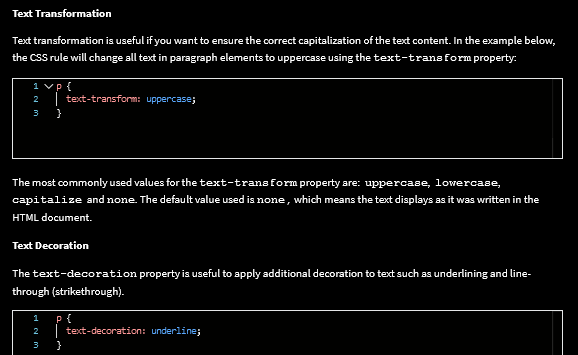 Text Transformation
Text transformation is useful if you want to ensure the correct capitalization of the text content. In the example below,
the CSS rule will change all text in paragraph elements to uppercase using the text-transform property:
1 p {
2 text-transform: uppercase;
3 }
The most commonly used values for the text-transform property are: uppercase, lowercase,
capitalize and none. The default value used is none, which means the text displays as it was written in the
HTML document.
Text Decoration
The text-decoration property is useful to apply additional decoration to text such as underlining and line-
through (strikethrough).
1 p {
2 text-decoration: underline;
3 }